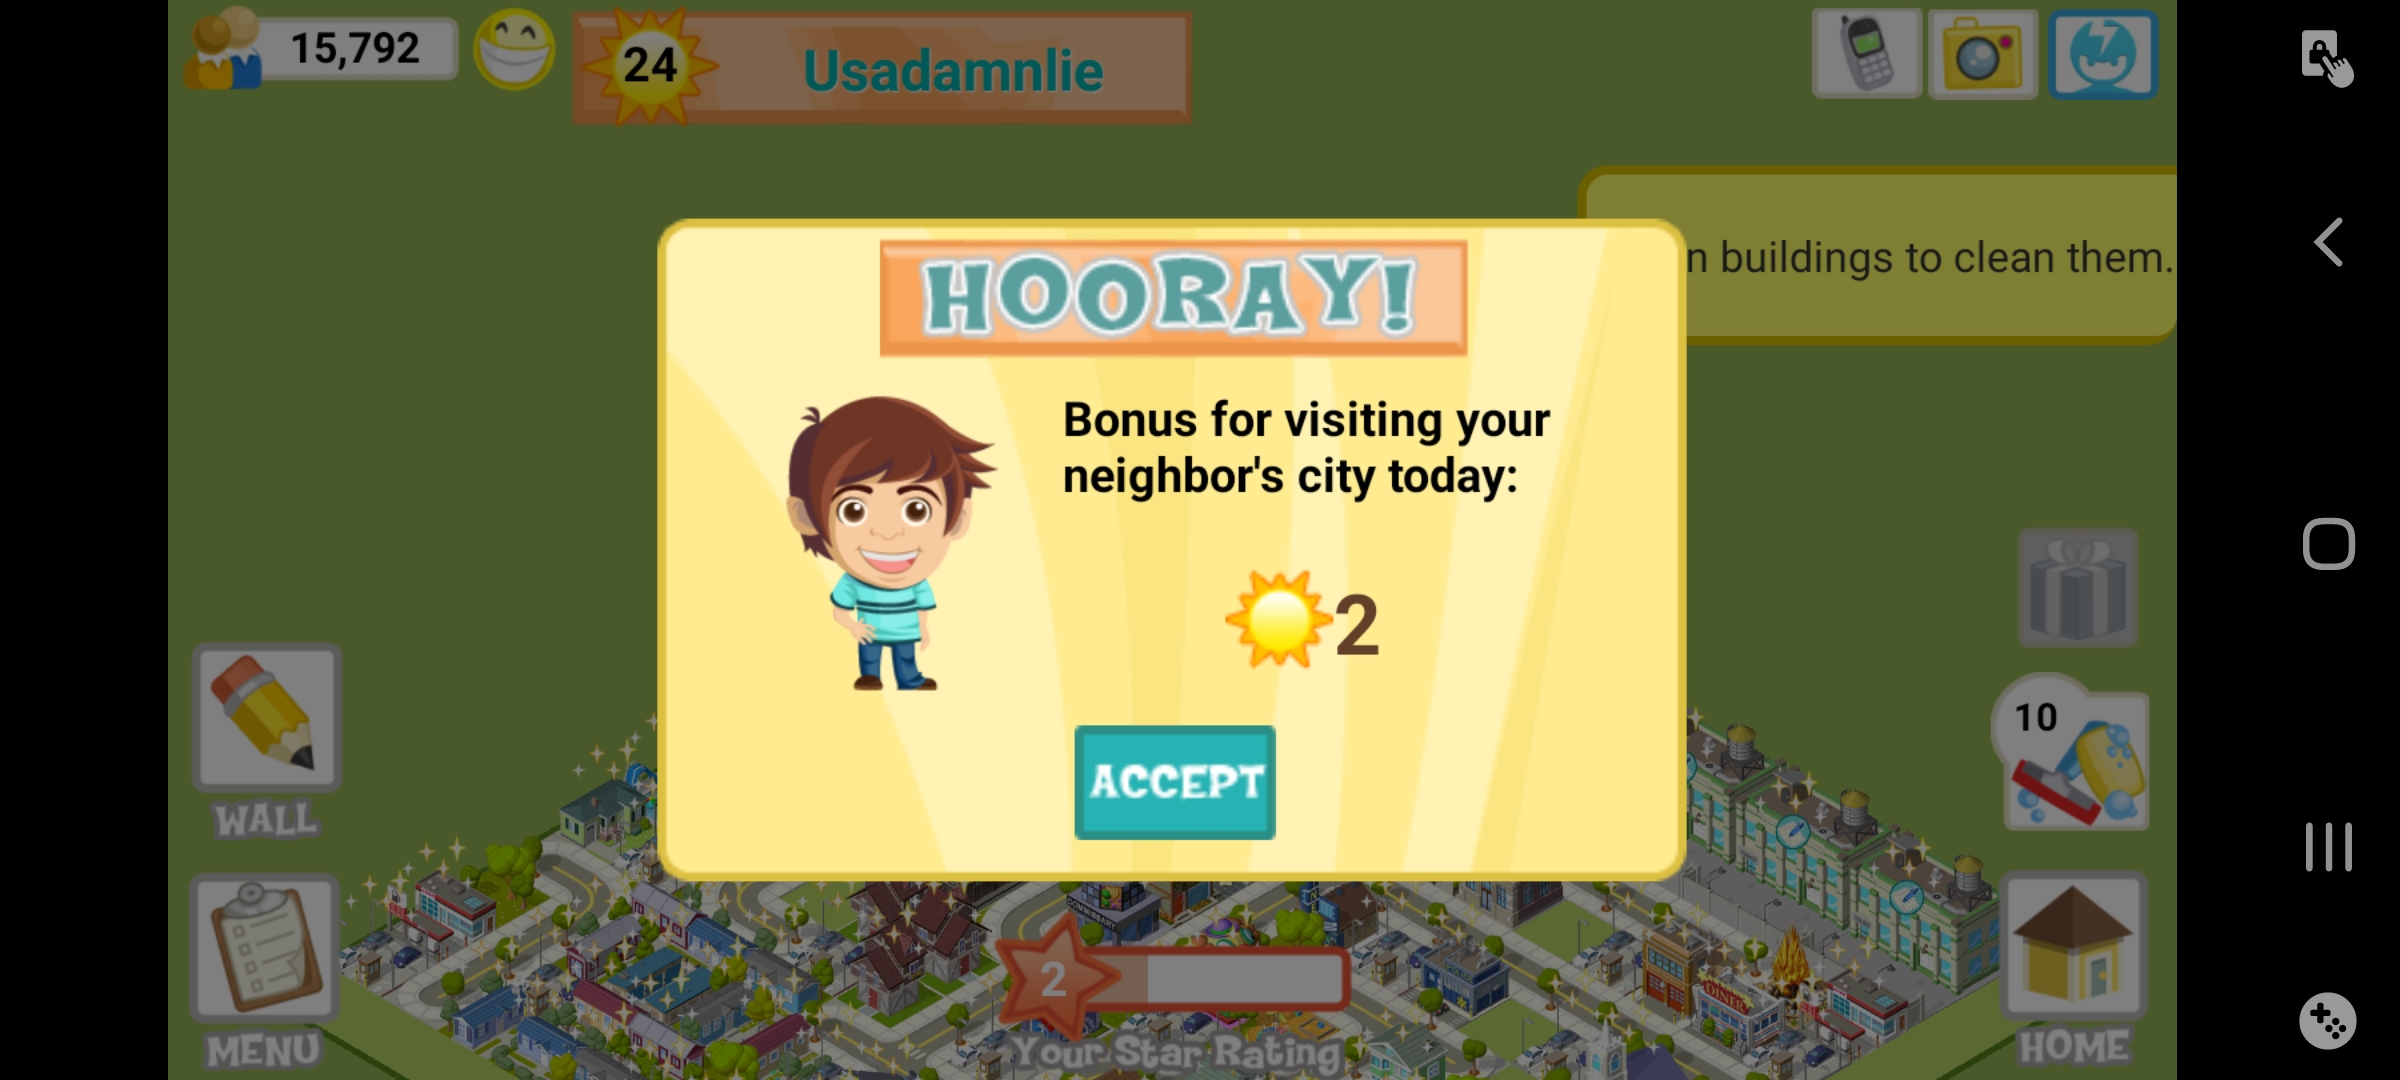 15,792
24
Usadamnlie
n buildings to clean them.
HOORAY!
Bonus for visiting your
neighbor's city today:
2
ACCEPT
10
WALL
MENU
2
Your Star Rating
DINER
HOME